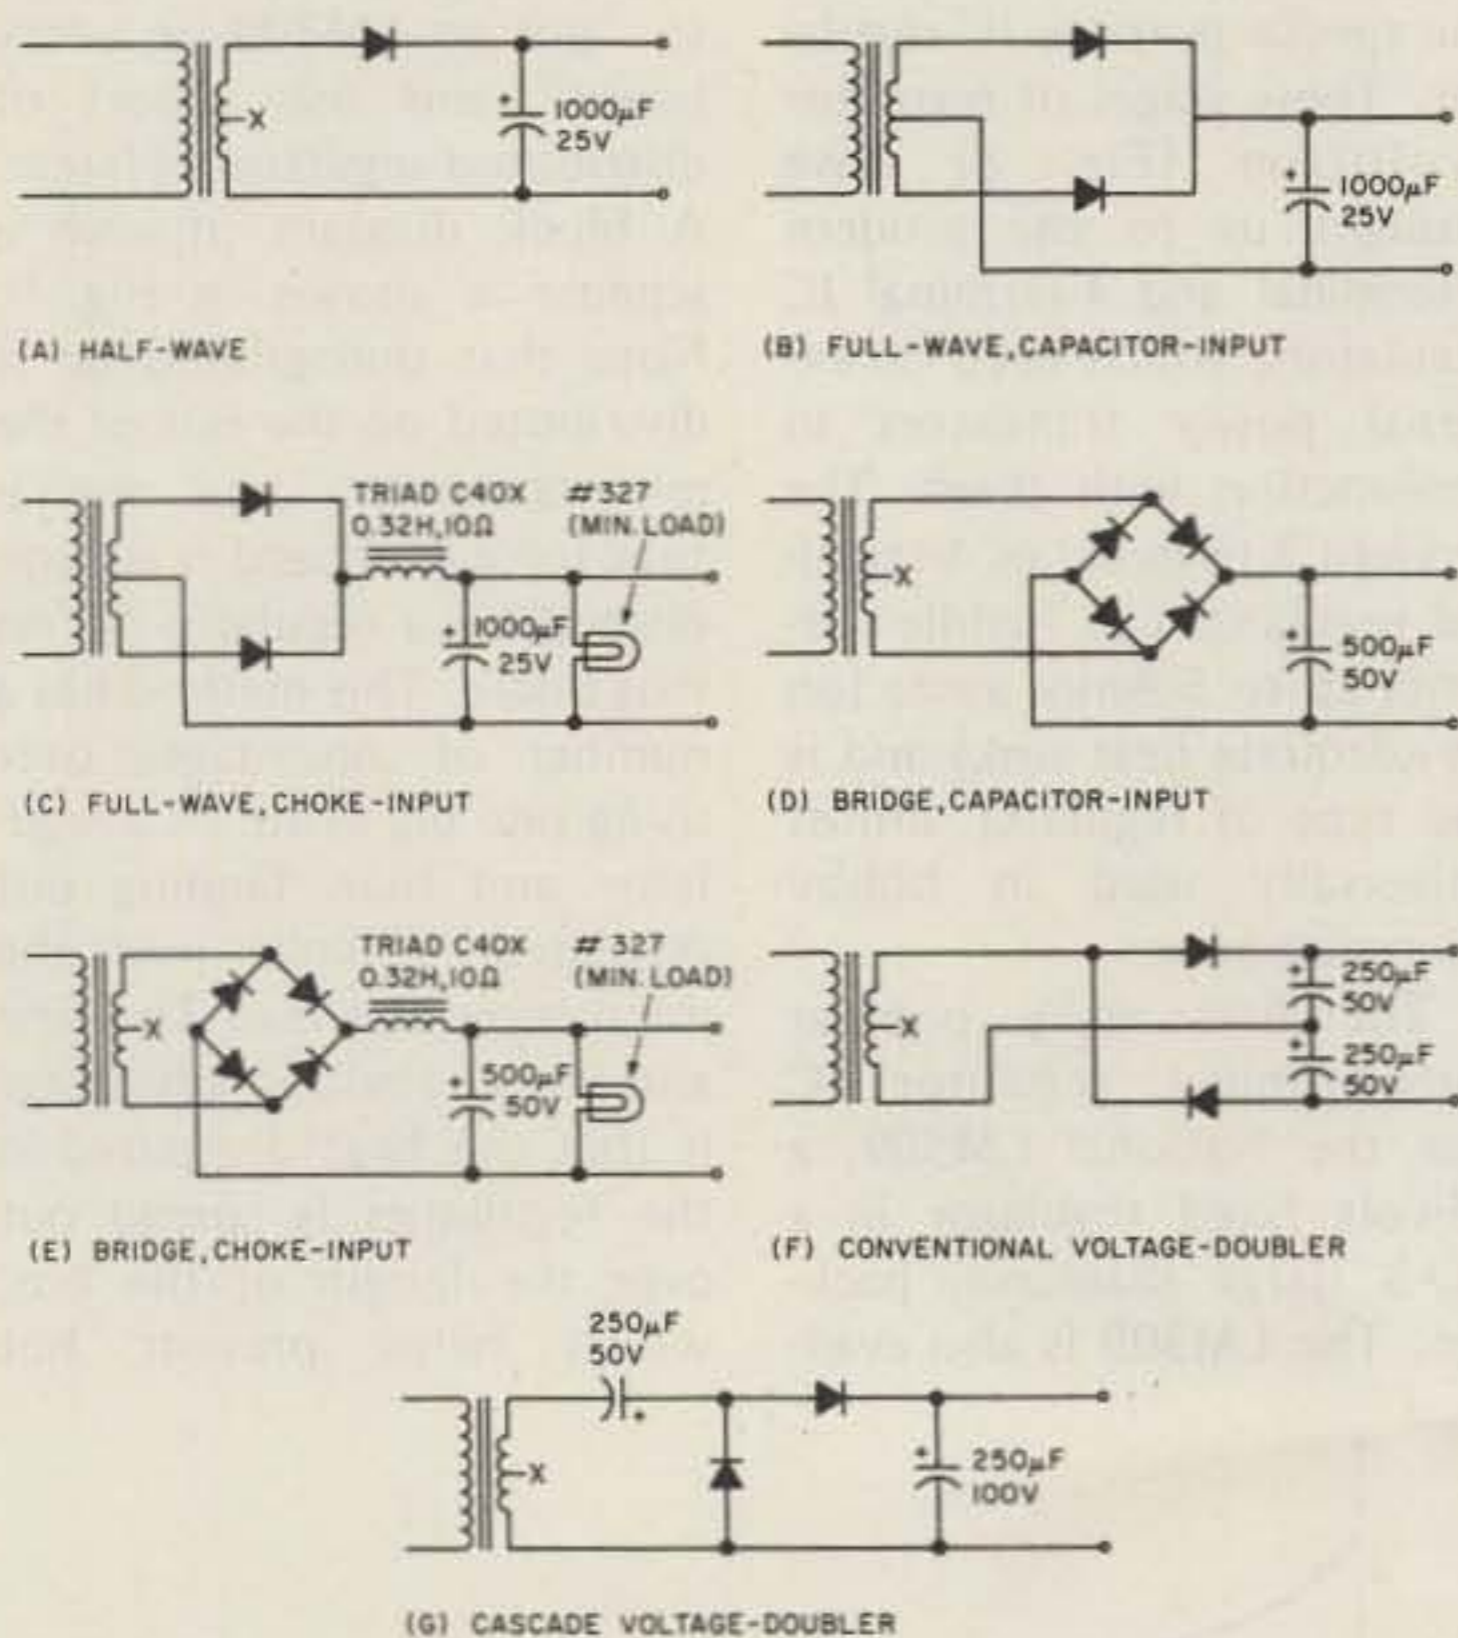 +
1000µF
25V
X
(A) HALF-WAVE
+
1000µF
25V
(B) FULL-WAVE, CAPACITOR-INPUT
TRIAD C40X
0.32H, 10Ω
#327
(MIN. LOAD)
+
1000µF
25V
(C) FULL-WAVE, CHOKE-INPUT
X
+
500µF
50V
(D) BRIDGE, CAPACITOR-INPUT
TRIAD C40X
0.32H, 10Ω
#327
(MIN. LOAD)
X
+
500µF
50V
(E) BRIDGE, CHOKE-INPUT
+
250µF
50V
X
+
250µF
50V
(F) CONVENTIONAL VOLTAGE-DOUBLER
250µF
50V
+
X
+
250µF
100V
(G) CASCADE VOLTAGE-DOUBLER